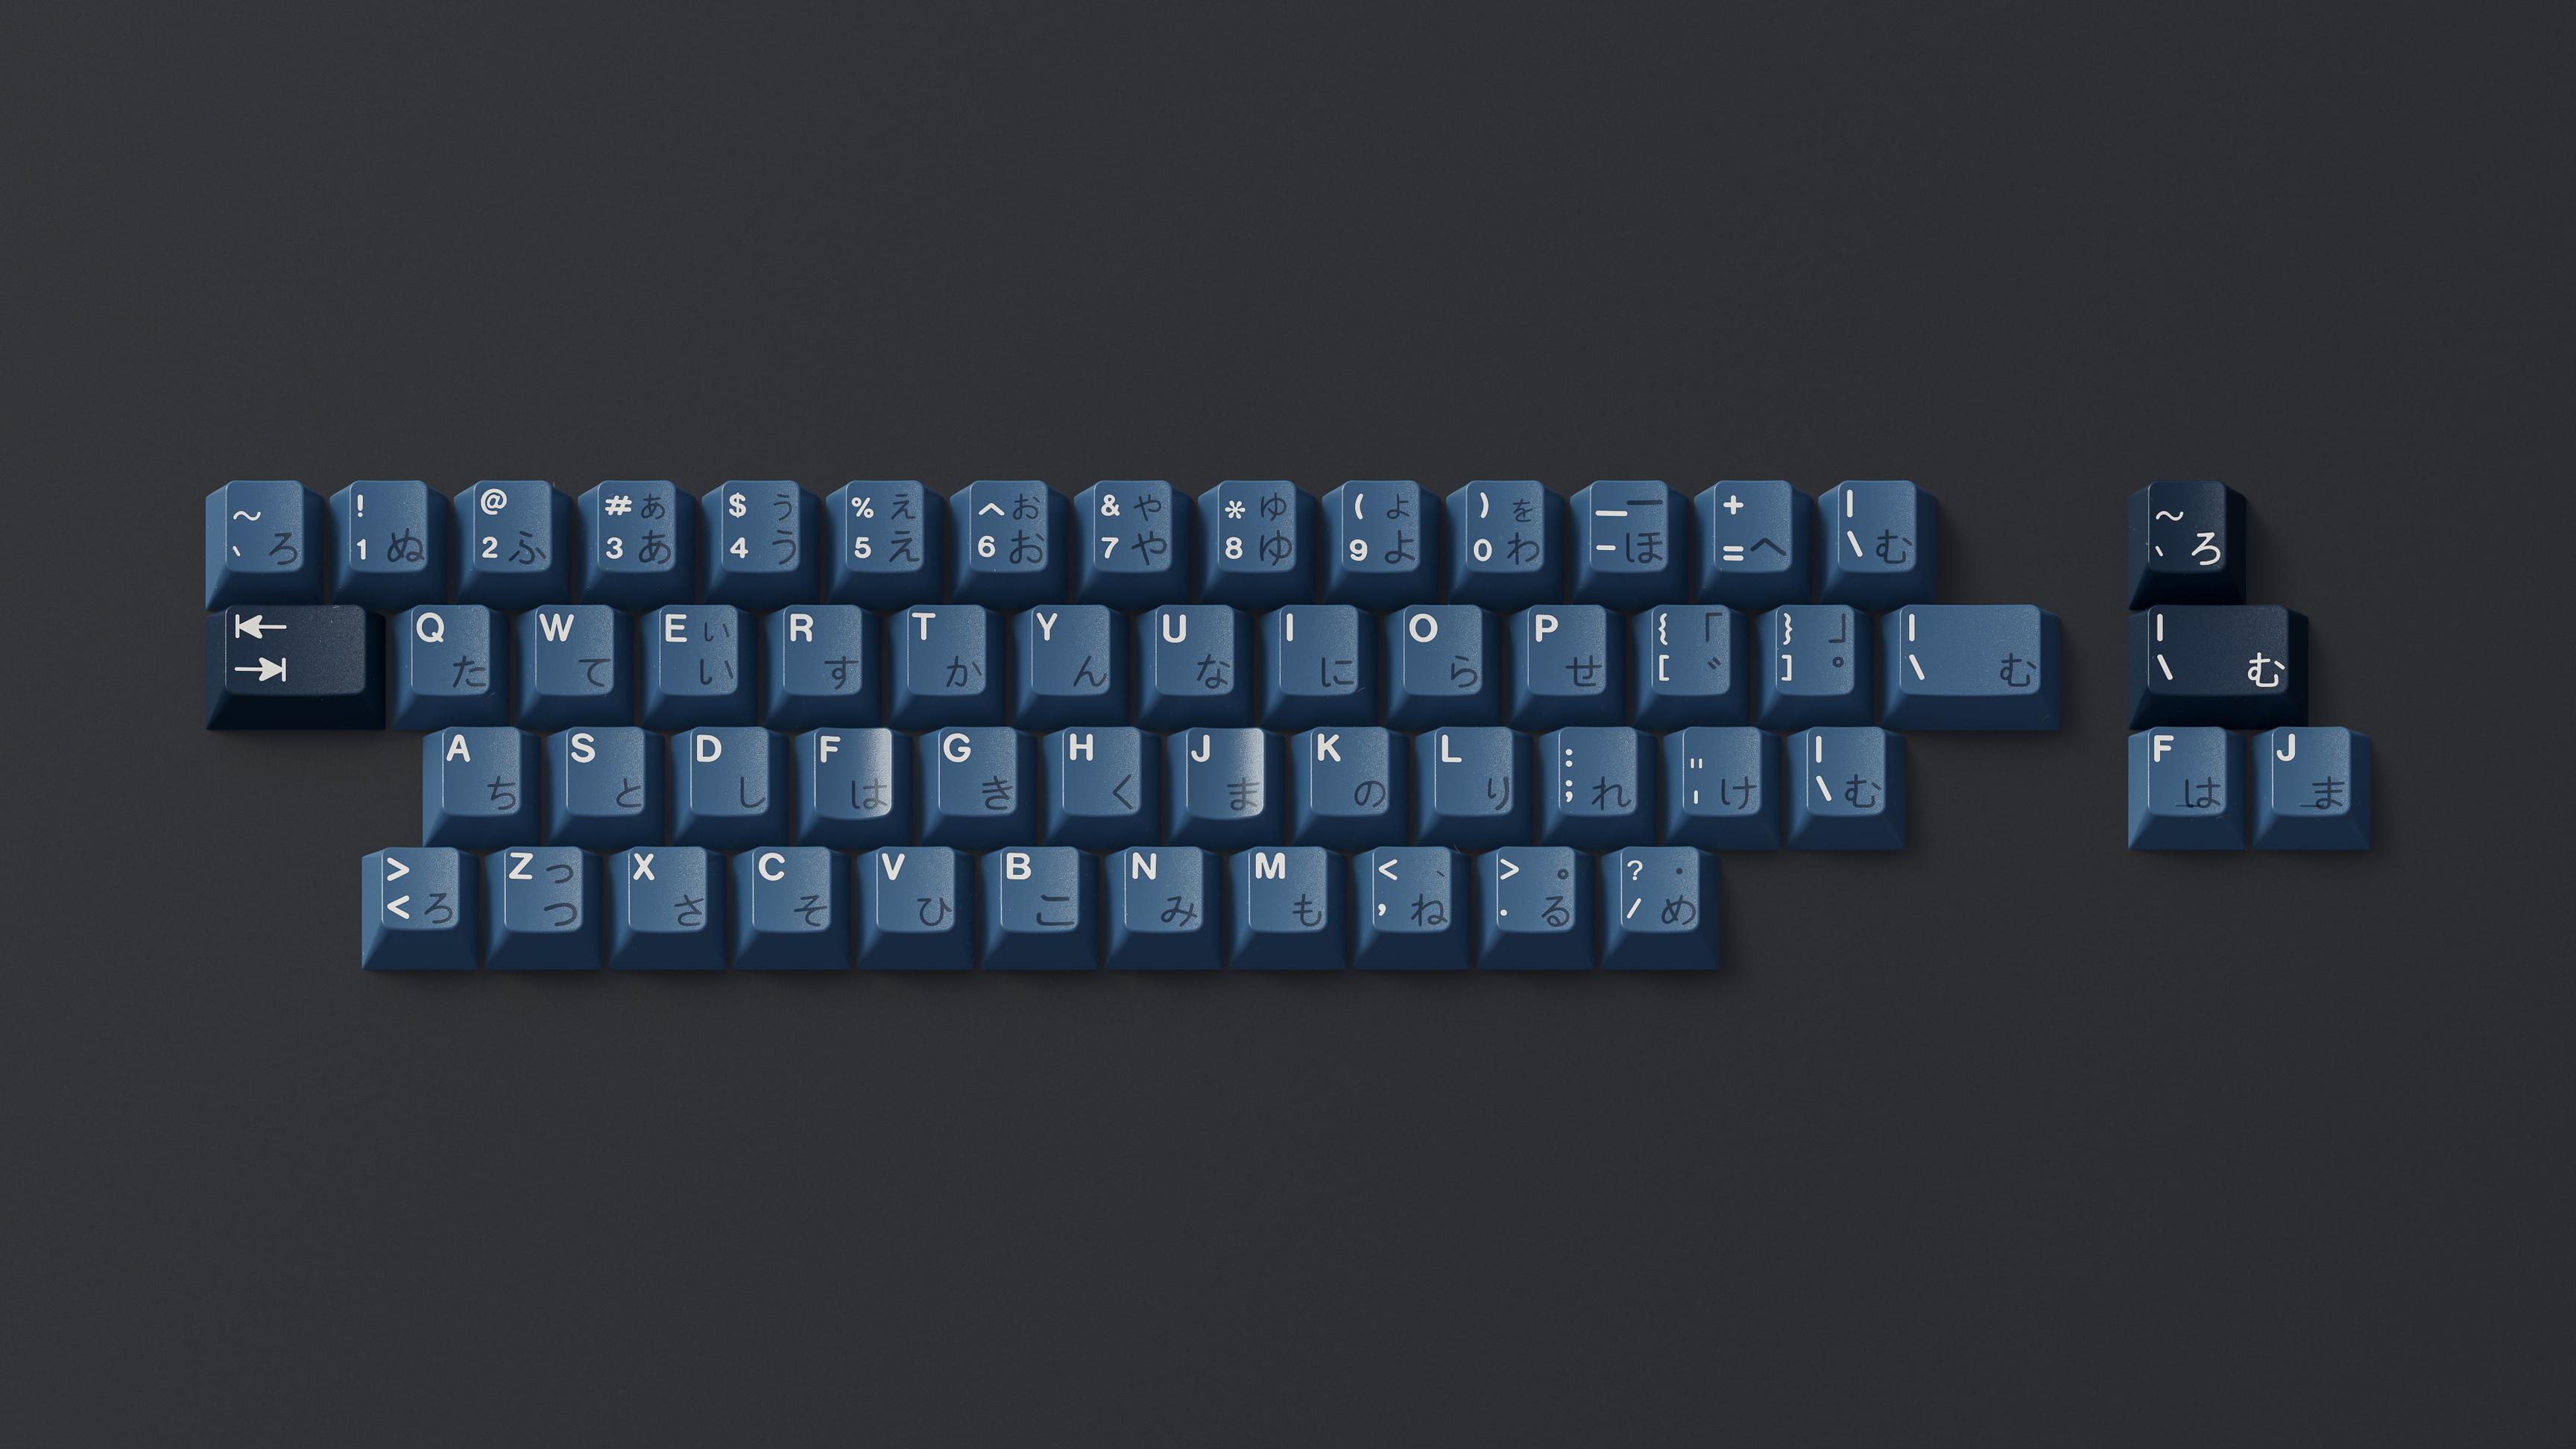 ~ ! @ # ぁ $ ぅ % ぇ ^ ぉ & ゃ * ゅ ( ょ ) を _ ー + | ~
` ろ 1 ぬ 2 ふ 3 あ 4 う 5 え 6 お 7 や 8 ゆ 9 よ 0 わ - ほ = へ \ む ` ろ
Q W E ぃ R T Y U I O P { 「 } 」 | |
た て い す か ん な に ら せ [ ゛ ] ゜ \ む \ む
A S D F G H J K L : " | F J
ち と し は き く ま の り ; れ ' け \ む は ま
> Z っ X C V B N M < 、 > 。 ? ・
< ろ つ さ そ ひ こ み も , ね . る / め